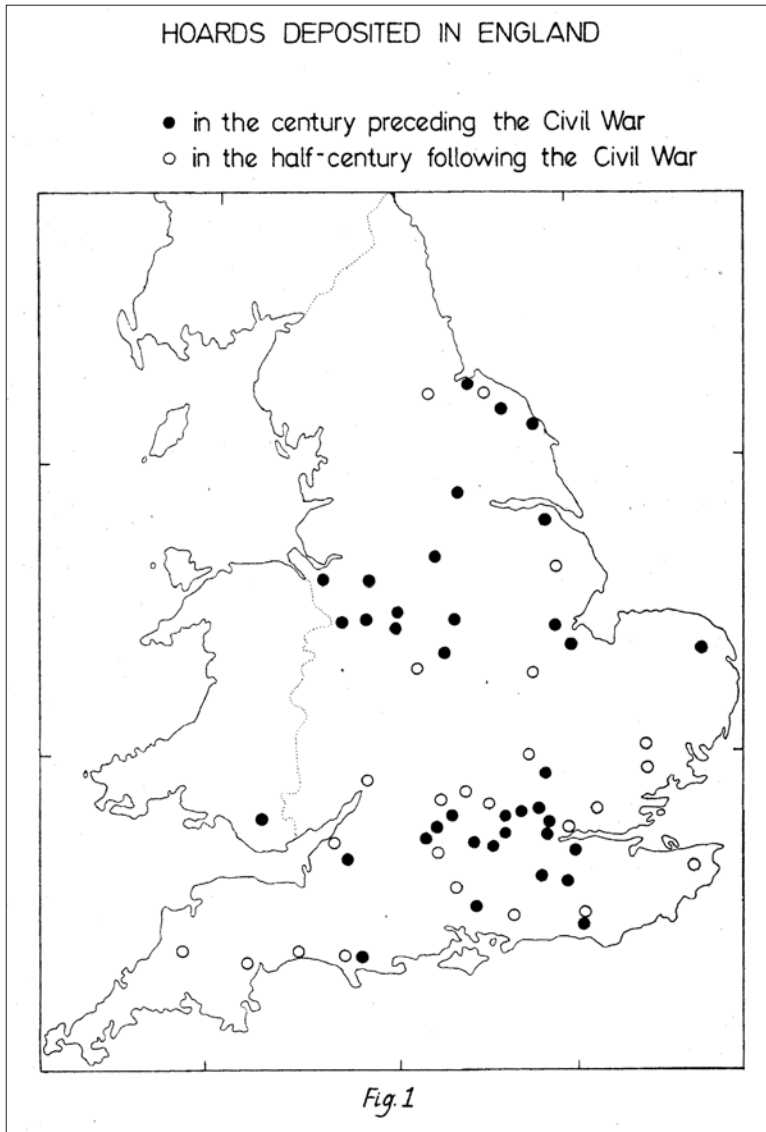 HOARDS DEPOSITED IN ENGLAND
● in the century preceding the Civil War
○ in the half-century following the Civil War
Fig. 1